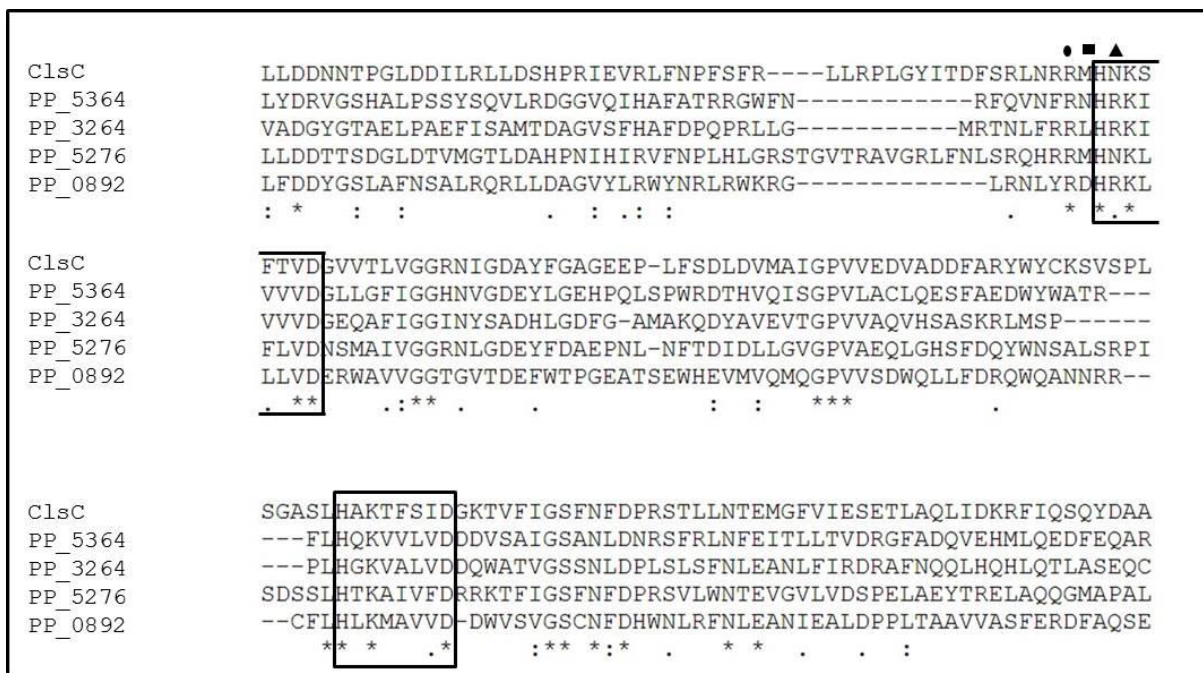 ClsC LLDDNNTPGLDDILRLLDSHPRIEVRLFNPFSFR----LLRPLGYITDFSRLNRRMHNKS
PP_5364 LYDRVGSHALPSSYSQVLRDGGVQIHAFATRRGWFN------------RFQVNFRNHRKI
PP_3264 VADGYGTAELPAEFISAMTDAGVSFHAFDPQPRLLG-----------MRTNLFRRLHRKI
PP_5276 LLDDTTSDGLDTVMGTLDAHPNIHIRVFNPLHLGRSTGVTRAVGRLFNLSRQHRRMHNKL
PP_0892 LFDDYGSLAFNSALRQRLLDAGVYLRWYNRLRWKRG-------------LRNLYRDHRKL
: * : : . : .: : . * *.*
ClsC FTVDGVVTLVGGRNIGDAYFGAGEEP-LFSDLDVMAIGPVVEDVADDFARYWYCKSVSPL
PP_5364 VVVDGLLGFIGGHNVGDEYLGEHPQLSPWRDTHVQISGPVLACLQESFAEDWYWATR---
PP_3264 VVVDGEQAFIGGINYSADHLGDFG-AMAKQDYAVEVTGPVVAQVHSASKRLMSP------
PP_5276 FLVDNSMAIVGGRNLGDEYFDAEPNL-NFTDIDLLGVGPVAEQLGHSFDQYWNSALSRPI
PP_0892 LLVDERWAVVGGTGVTDEFWTPGEATSEWHEVMVQMQGPVVSDWQLLFDRQWQANNRR--
. ** .:** . . : : *** .
ClsC SGASLHAKTFSIDGKTVFIGSFNFDPRSTLLNTEMGFVIESETLAQLIDKRFIQSQYDAA
PP_5364 ---FLHQKVVLVDDDVSAIGSANLDNRSFRLNFEITLLTVDRGFADQVEHMLQEDFEQAR
PP_3264 ---PLHGKVALVDDQWATVGSSNLDPLSLSFNLEANLFIRDRAFNQQLHQHLQTLASEQC
PP_5276 SDSSLHTKAIVFDRRKTFIGSFNFDPRSVLWNTEVGVLVDSPELAEYTRELAQQGMAPAL
PP_0892 --CFLHLKMAVVD-DWVSVGSCNFDHWNLRFNLEANIEALDPPLTAAVVASFERDFAQSE
** * .* :** *:* . * * . . :